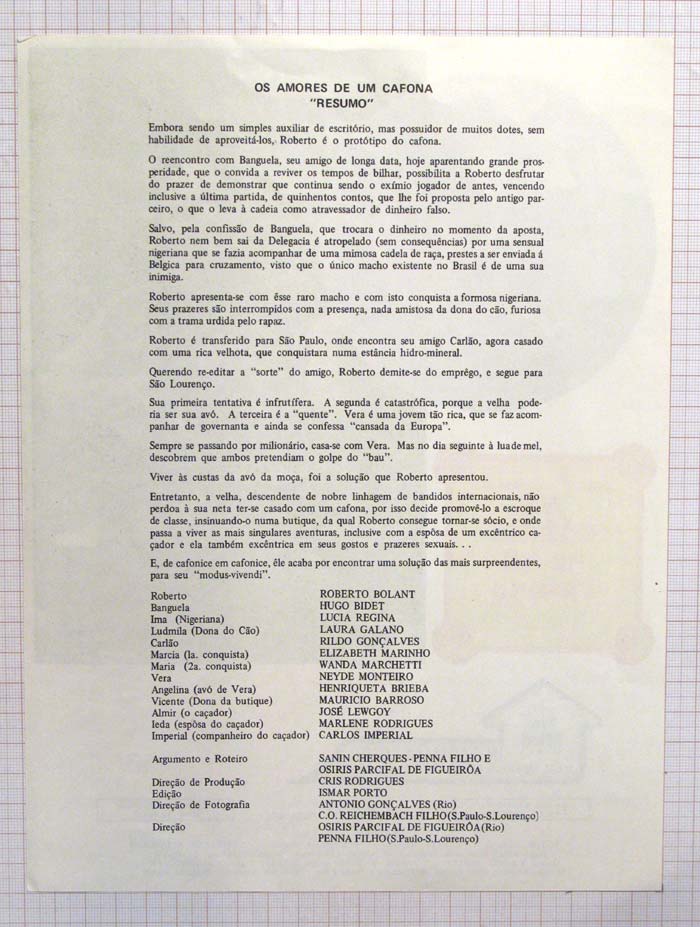 OS AMORES DE UM CAFONA
"RESUMO"
Embora sendo um simples auxiliar de escritório, mas possuidor de muitos dotes, sem
habilidade de aproveitá-los, Roberto é o protótipo do cafona.
O reencontro com Banguela, seu amigo de longa data, hoje aparentando grande pros-
peridade, que o convida a reviver os tempos de bilhar, possibilita a Roberto desfrutar
do prazer de demonstrar que continua sendo o exímio jogador de antes, vencendo
inclusive a última partida, de quinhentos contos, que lhe foi proposta pelo antigo par-
ceiro, o que o leva à cadeia como atravessador de dinheiro falso.
Salvo, pela confissão de Banguela, que trocara o dinheiro no momento da aposta,
Roberto nem bem sai da Delegacia é atropelado (sem consequências) por uma sensual
nigeriana que se fazia acompanhar de uma mimosa cadela de raça, prestes a ser enviada á
Belgica para cruzamento, visto que o único macho existente no Brasil é de uma sua
inimiga.
Roberto apresenta-se com êsse raro macho e com isto conquista a formosa nigeriana.
Seus prazeres são interrompidos com a presença, nada amistosa da dona do cão, furiosa
com a trama urdida pelo rapaz.
Roberto é transferido para São Paulo, onde encontra seu amigo Carlão, agora casado
com uma rica velhota, que conquistara numa estância hidro-mineral.
Querendo re-editar a "sorte" do amigo, Roberto demite-se do emprêgo, e segue para
São Lourenço.
Sua primeira tentativa é infrutífera. A segunda é catastrófica, porque a velha pode-
ria ser sua avó. A terceira é a "quente". Vera é uma jovem tão rica, que se faz acom-
panhar de governanta e ainda se confessa "cansada da Europa".
Sempre se passando por milionário, casa-se com Vera. Mas no dia seguinte à lua de mel,
descobrem que ambos pretendiam o golpe do "bau".
Viver às custas da avó da moça, foi a solução que Roberto apresentou.
Entretanto, a velha, descendente de nobre linhagem de bandidos internacionais, não
perdoa à sua neta ter-se casado com um cafona, por isso decide promovê-lo a escroque
de classe, insinuando-o numa butique, da qual Roberto consegue tornar-se sócio, e onde
passa a viver as mais singulares aventuras, inclusive com a espôsa de um excêntrico ca-
çador e ela também excêntrica em seus gostos e prazeres sexuais. . .
E, de cafonice em cafonice, êle acaba por encontrar uma solução das mais surpreendentes,
para seu "modus-vivendi".
Roberto ROBERTO BOLANT
Banguela HUGO BIDET
Ima (Nigeriana) LUCIA REGINA
Ludmila (Dona do Cão) LAURA GALANO
Carlão RILDO GONÇALVES
Marcia (1a. conquista) ELIZABETH MARINHO
Maria (2a. conquista) WANDA MARCHETTI
Vera NEYDE MONTEIRO
Angelina (avó de Vera) HENRIQUETA BRIEBA
Vicente (Dona da butique) MAURICIO BARROSO
Almir (o caçador) JOSÉ LEWGOY
Ieda (espôsa do caçador) MARLENE RODRIGUES
Imperial (companheiro do caçador) CARLOS IMPERIAL
Argumento e Roteiro SANIN CHERQUES-PENNA FILHO E
OSIRIS PARCIFAL DE FIGUEIRÔA
Direção de Produção CRIS RODRIGUES
Edição ISMAR PORTO
Direção de Fotografia ANTONIO GONÇALVES (Rio)
C.O. REICHEMBACH FILHO(S.Paulo-S.Lourenço)
Direção OSIRIS PARCIFAL DE FIGUEIRÔA(Rio)
PENNA FILHO(S.Paulo-S.Lourenço)